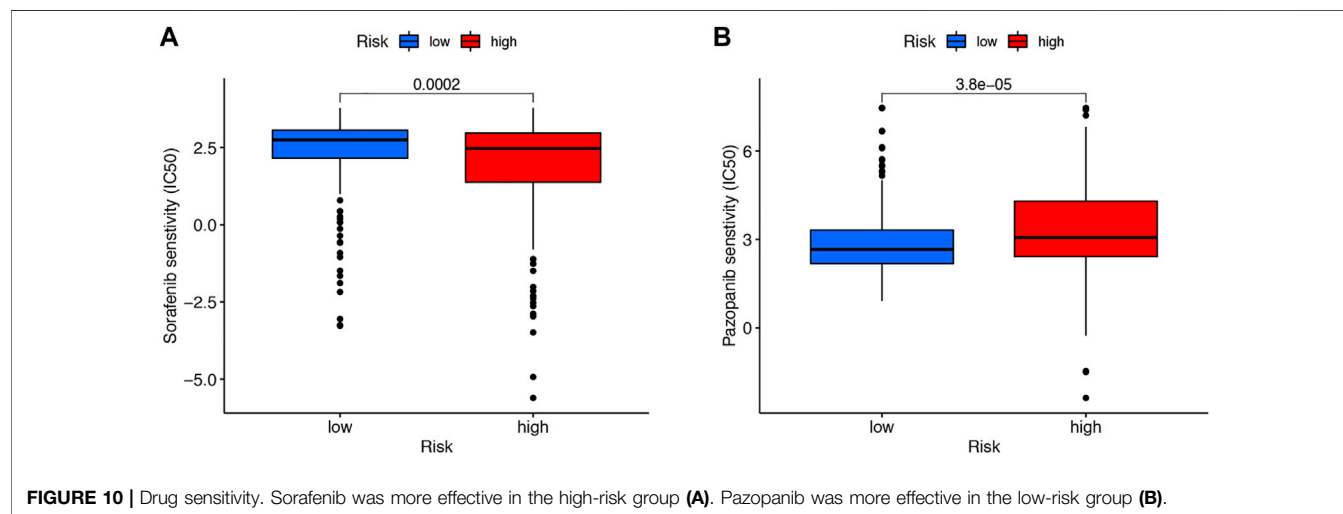 A
Risk low high
0.0002
Sorafenib senstivity (IC50)
2.5
0.0
−2.5
−5.0
low high
Risk
B
Risk low high
3.8e−05
Pazopanib senstivity (IC50)
6
3
0
low high
Risk
FIGURE 10 | Drug sensitivity. Sorafenib was more effective in the high-risk group (A). Pazopanib was more effective in the low-risk group (B).